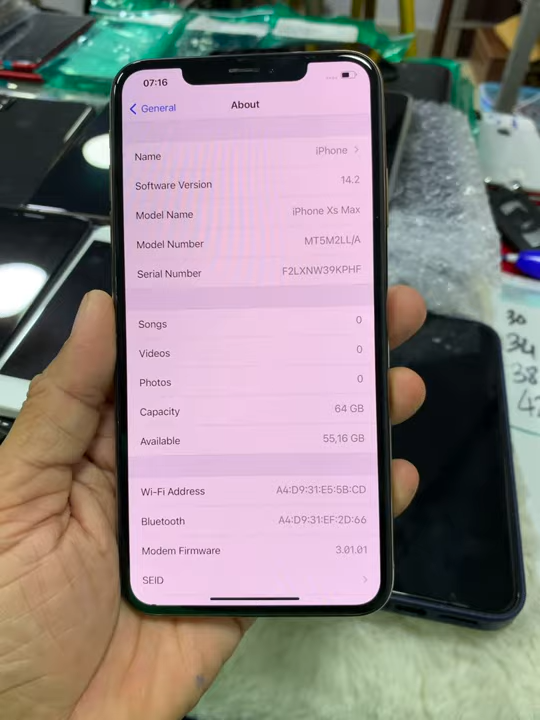 07:16
General
About
Name iPhone
Software Version 14.2
Model Name iPhone Xs Max
Model Number MT5M2LL/A
Serial Number F2LXNW39KPHF
Songs 0
Videos 0
Photos 0
Capacity 64 GB
Available 55,16 GB
Wi-Fi Address A4:D9:31:E5:5B:CD
Bluetooth A4:D9:31:EF:2D:66
Modem Firmware 3.01.01
SEID
30
34
38